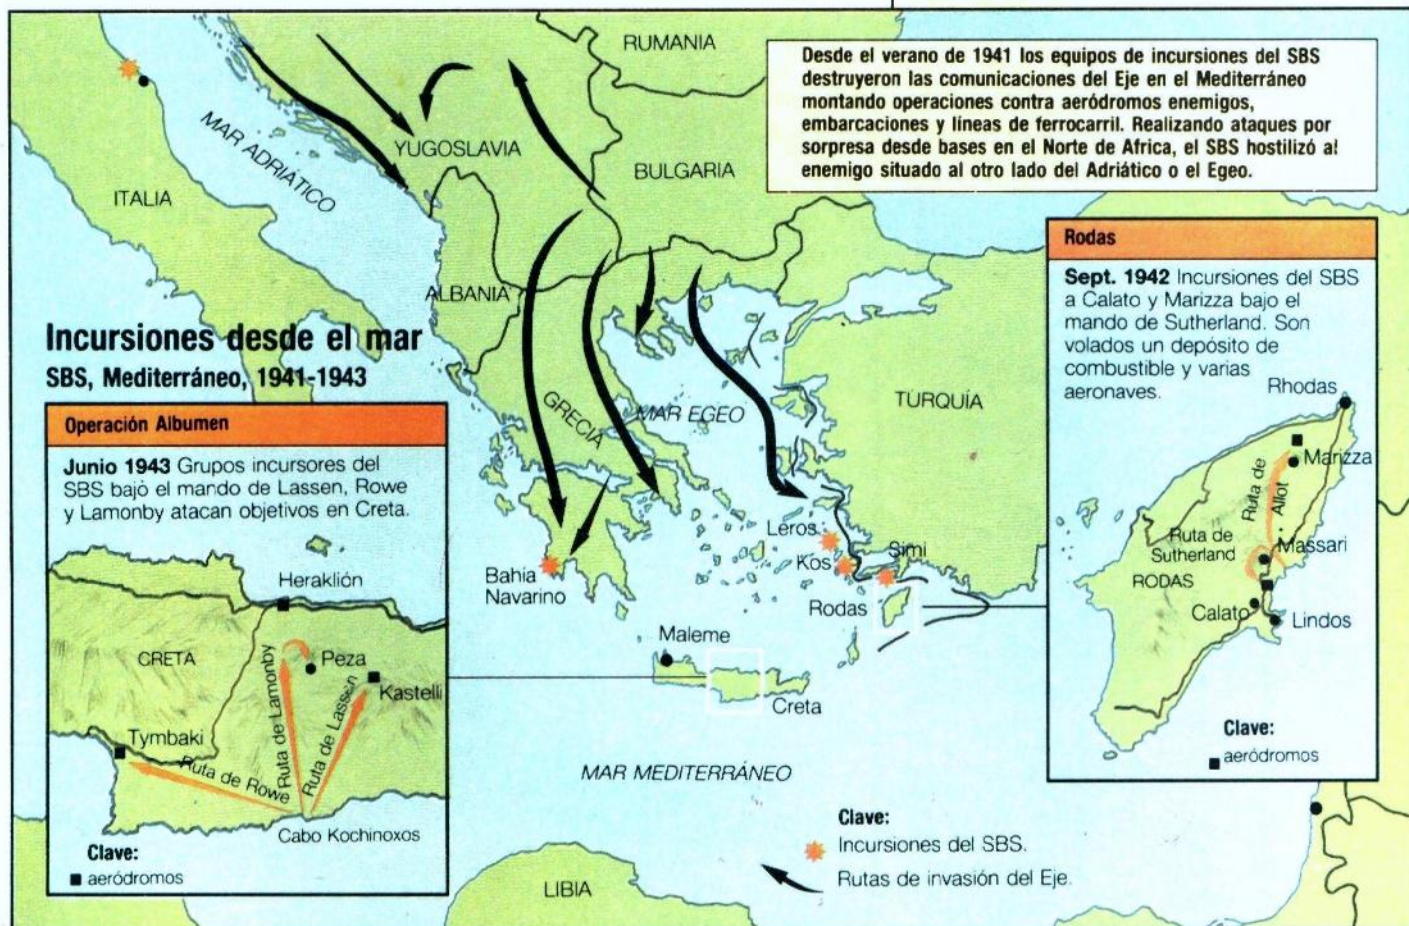 RUMANIA
Desde el verano de 1941 los equipos de incursiones del SBS
destruyeron las comunicaciones del Eje en el Mediterráneo
montando operaciones contra aeródromos enemigos,
embarcaciones y líneas de ferrocarril. Realizando ataques por
sorpresa desde bases en el Norte de Africa, el SBS hostilizó al
enemigo situado al otro lado del Adriático o el Egeo.
MAR ADRIÁTICO
YUGOSLAVIA
BULGARIA
ITALIA
ALBANIA
Incursiones desde el mar
SBS, Mediterráneo, 1941-1943
GRECIA
MAR EGEO
TURQUÍA
Leros
Simi
Kos
Bahía
Navarino
Rodas
Maleme
Creta
MAR MEDITERRÁNEO
LIBIA
Clave:
Incursiones del SBS.
Rutas de invasión del Eje.
Operación Albumen
Junio 1943 Grupos incursores del
SBS bajo el mando de Lassen, Rowe
y Lamonby atacan objetivos en Creta.
Heraklión
CRETA
Peza
Kastelli
Tymbaki
Ruta de Lamonby
Ruta de Lassen
Ruta de Rowe
Cabo Kochinoxos
Clave:
aeródromos
Rodas
Sept. 1942 Incursiones del SBS
a Calato y Marizza bajo el
mando de Sutherland. Son
volados un depósito de
combustible y varias
aeronaves.
Rhodas
Marizza
Ruta de
Allot
Ruta de
Sutherland
Massari
RODAS
Calato
Lindos
Clave:
aeródromos